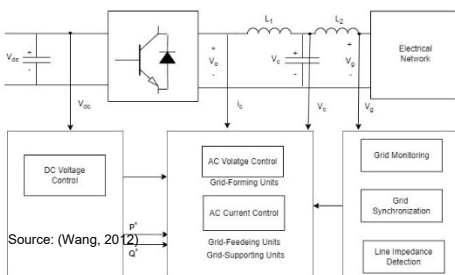 L1
L2
+
Vdc
-
+
Vo
-
+
Vc
-
+
Vg
-
Electrical
Network
Vdc
Vc
Vg
DC Voltage
Control
AC Volatge Control
Grid-Forming Units
AC Current Control
Grid-Feedeing Units
Grid-Supporting Units
P*
Q*
Grid Monitoring
Grid
Synchronization
Line Impedance
Detection
Source: (Wang, 2012)